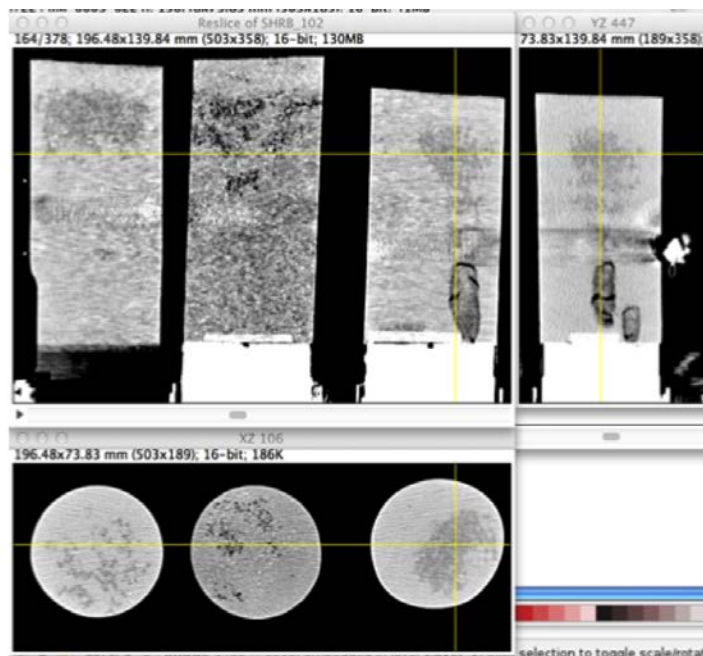 Reslice of SHRB_102
164/378; 196.48x139.84 mm (503x358); 16-bit; 130MB
YZ 447
73.83x139.84 mm (189x358);
XZ 106
196.48x73.83 mm (503x189); 16-bit; 186K
selection to toggle scale/rotat